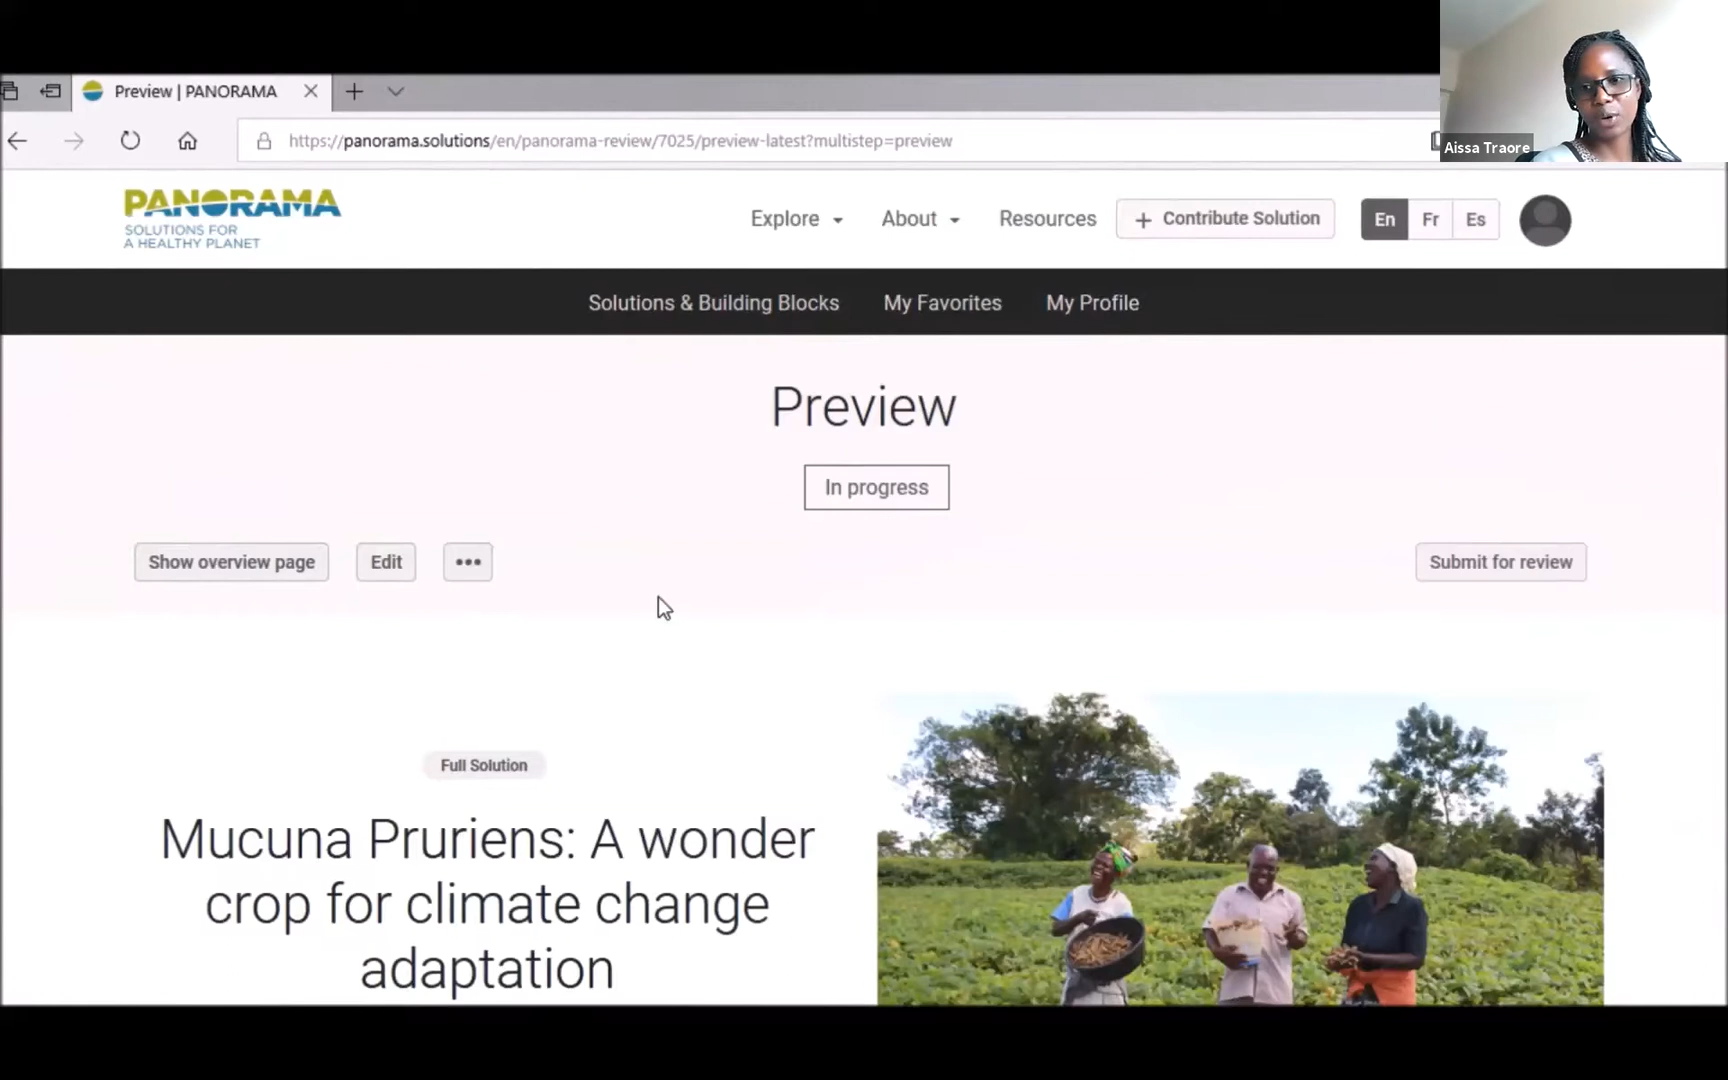 Preview | PANORAMA
https://panorama.solutions/en/panorama-review/7025/preview-latest?multistep=preview
Aissa Traore
PANORAMA
SOLUTIONS FOR
A HEALTHY PLANET
Explore
About
Resources
+ Contribute Solution
En
Fr
Es
Solutions & Building Blocks
My Favorites
My Profile
Preview
In progress
Show overview page
Edit
•••
Submit for review
Full Solution
Mucuna Pruriens: A wonder
crop for climate change
adaptation